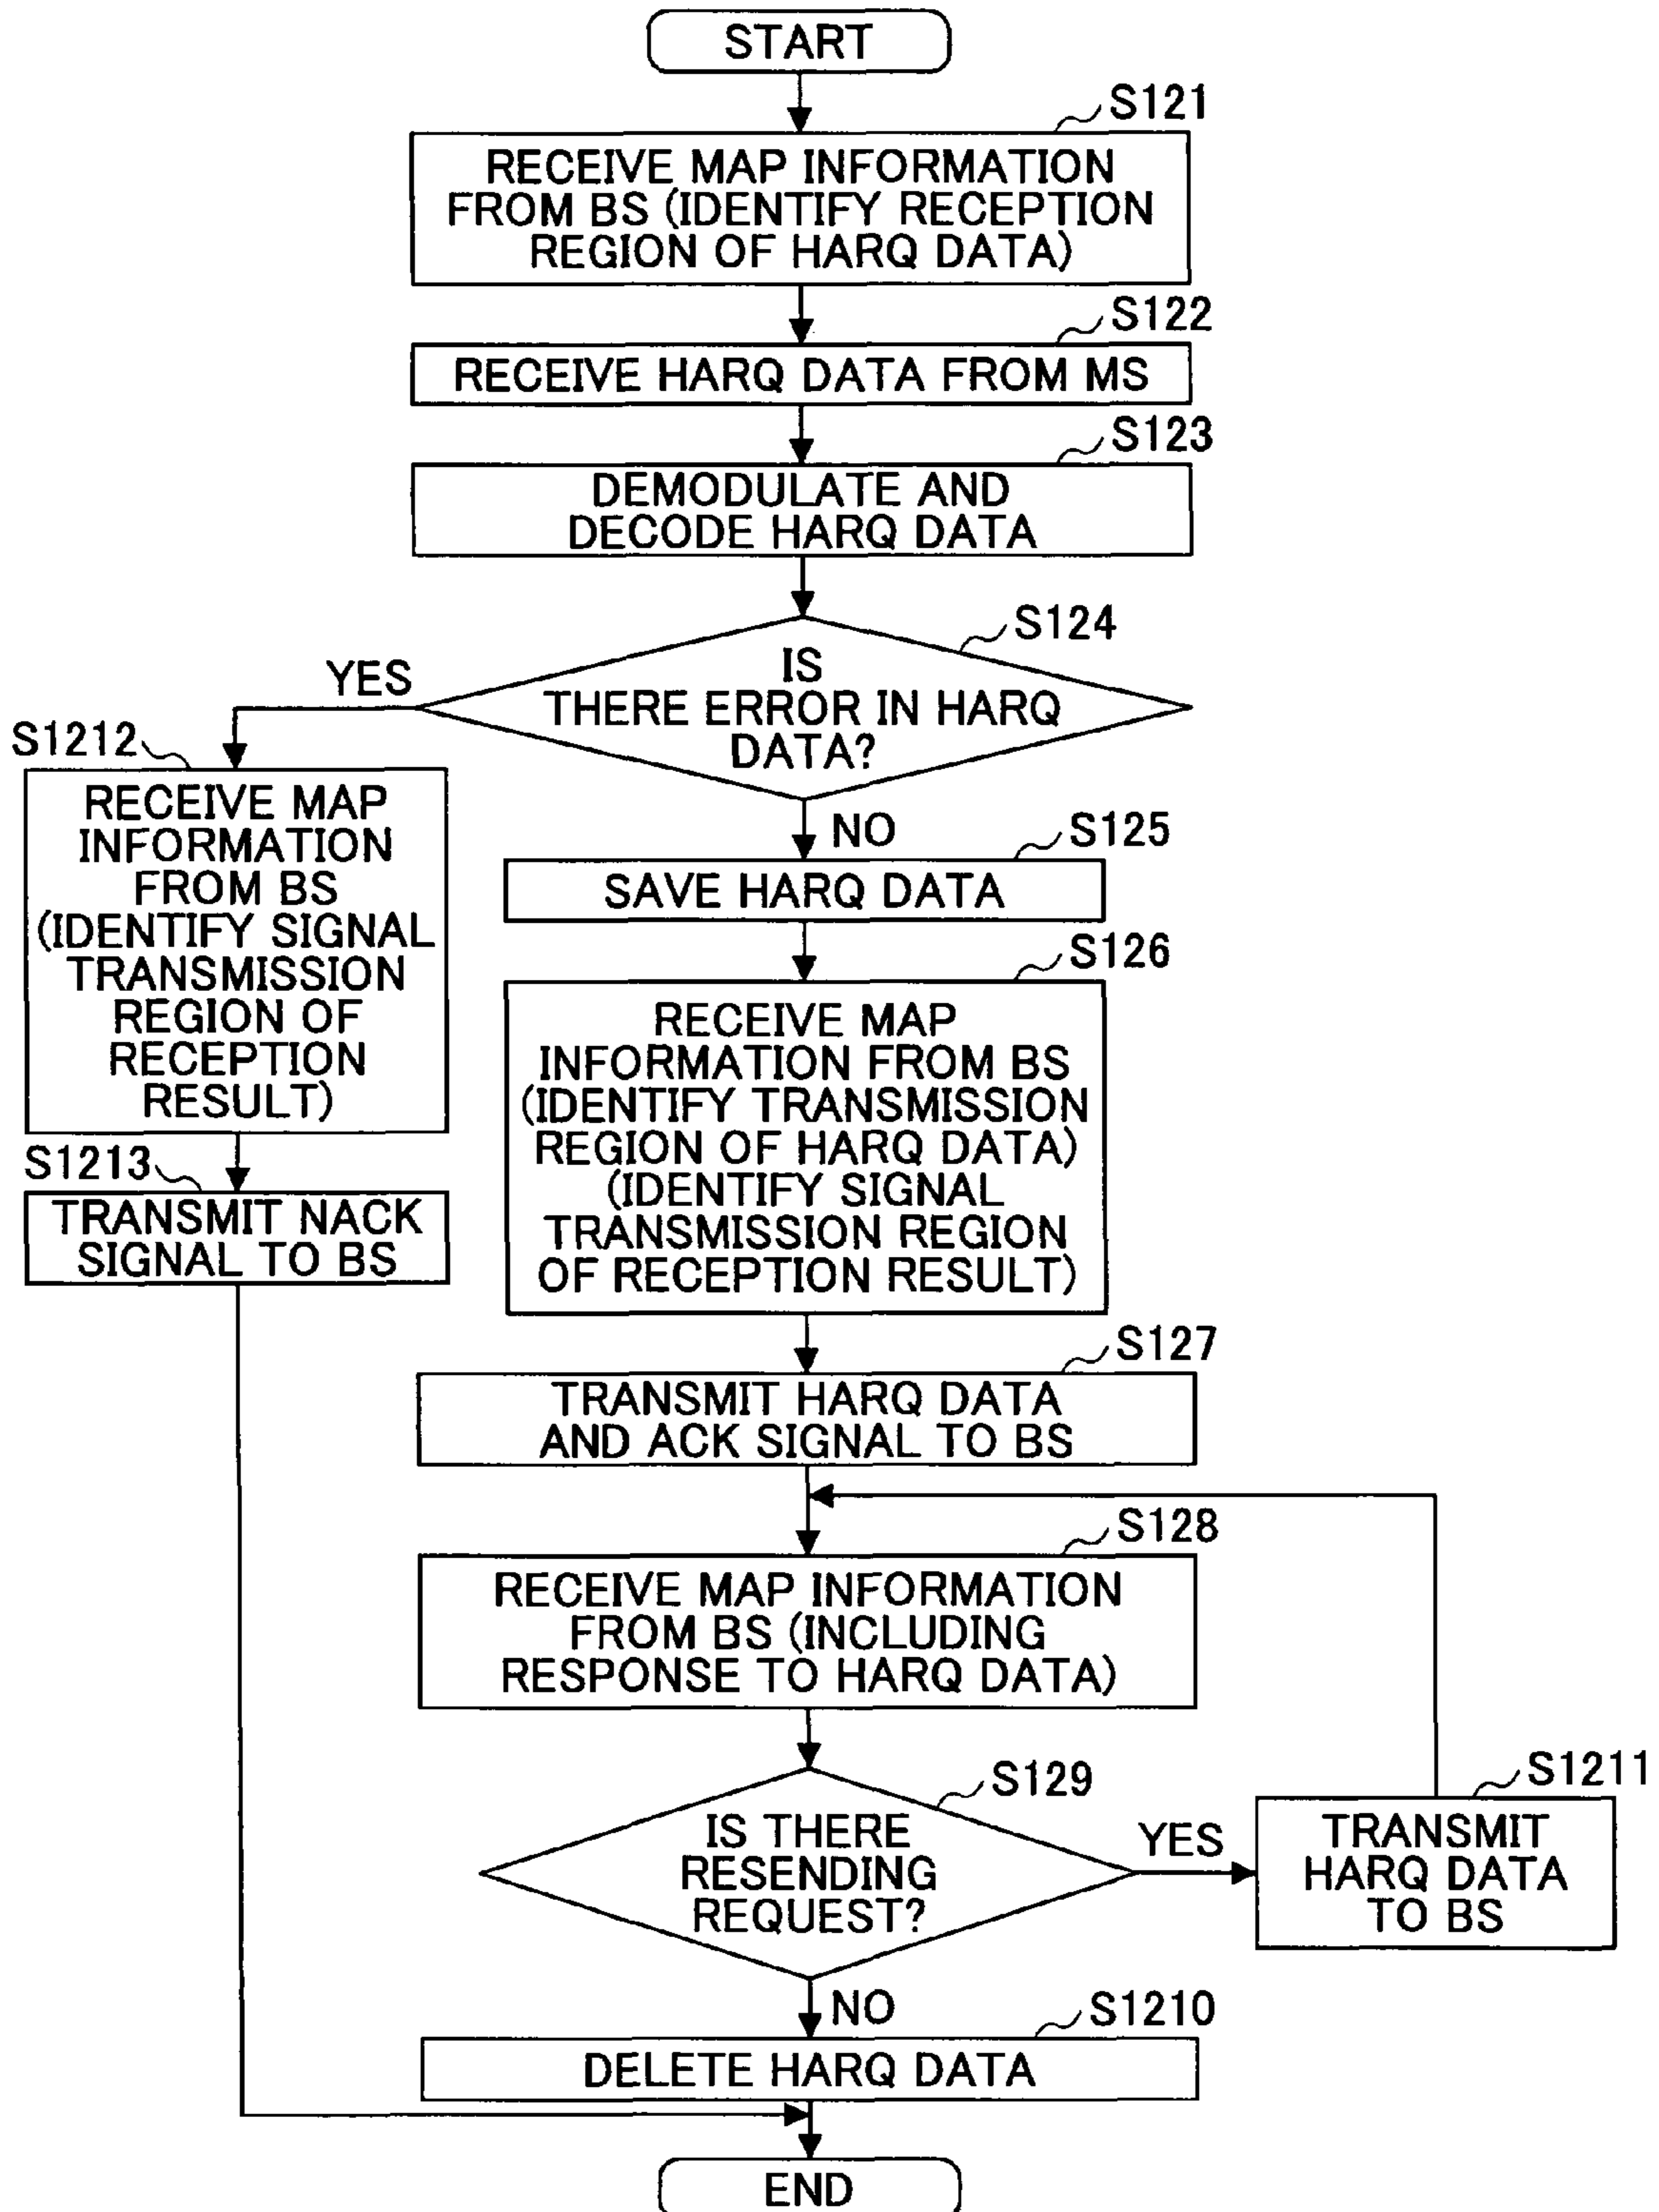 START
S121
RECEIVE MAP INFORMATION
FROM BS (IDENTIFY RECEPTION
REGION OF HARQ DATA)
S122
RECEIVE HARQ DATA FROM MS
S123
DEMODULATE AND
DECODE HARQ DATA
S124
IS
THERE ERROR IN HARQ
DATA?
YES
S1212
RECEIVE MAP
INFORMATION
FROM BS
(IDENTIFY SIGNAL
TRANSMISSION
REGION OF
RECEPTION
RESULT)
S1213
TRANSMIT NACK
SIGNAL TO BS
NO
S125
SAVE HARQ DATA
S126
RECEIVE MAP
INFORMATION FROM BS
(IDENTIFY TRANSMISSION
REGION OF HARQ DATA)
(IDENTIFY SIGNAL
TRANSMISSION REGION
OF RECEPTION RESULT)
S127
TRANSMIT HARQ DATA
AND ACK SIGNAL TO BS
S128
RECEIVE MAP INFORMATION
FROM BS (INCLUDING
RESPONSE TO HARQ DATA)
S129
IS THERE
RESENDING
REQUEST?
YES
S1211
TRANSMIT
HARQ DATA
TO BS
NO
S1210
DELETE HARQ DATA
END